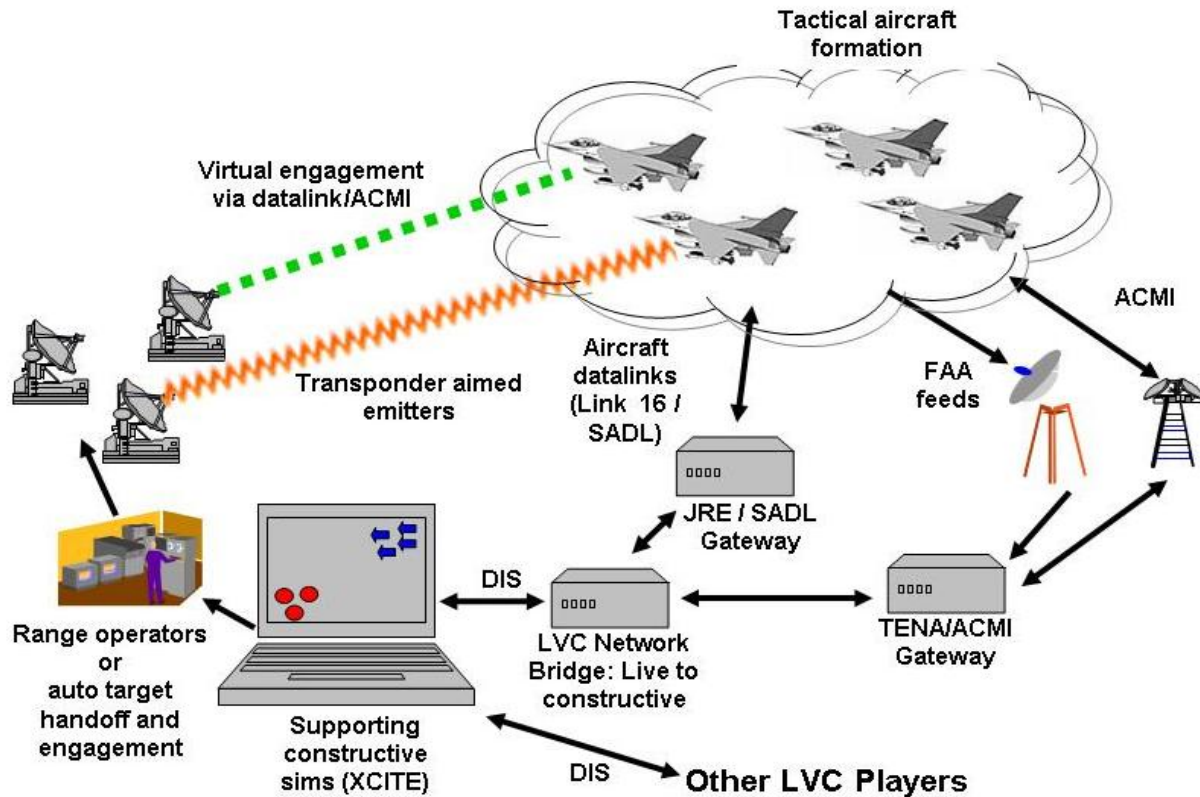 Tactical aircraft
formation
Virtual engagement
via datalink/ACMI
ACMI
Aircraft
datalinks
(Link 16 /
SADL)
FAA
feeds
Transponder aimed
emitters
JRE / SADL
Gateway
DIS
TENA/ACMI
Gateway
Range operators
or
auto target
handoff and
engagement
LVC Network
Bridge: Live to
constructive
Supporting
constructive
sims (XCITE)
DIS
Other LVC Players